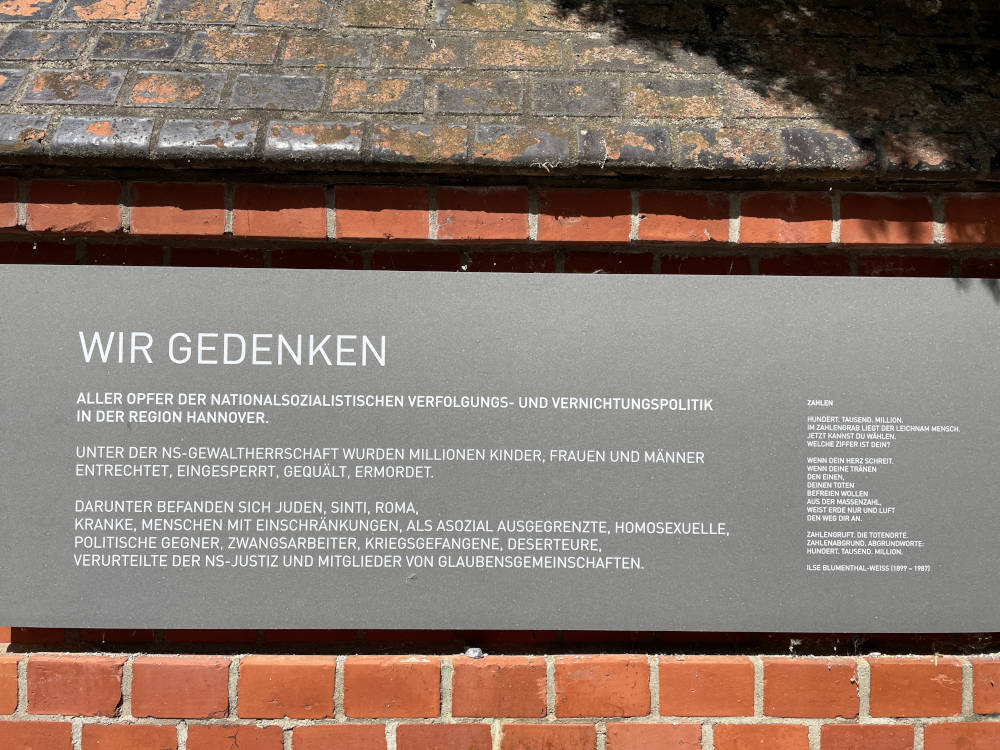 WIR GEDENKEN
ALLER OPFER DER NATIONALSOZIALISTISCHEN VERFOLGUNGS- UND VERNICHTUNGSPOLITIK
IN DER REGION HANNOVER.
UNTER DER NS-GEWALTHERRSCHAFT WURDEN MILLIONEN KINDER, FRAUEN UND MÄNNER
ENTRECHTET, EINGESPERRT, GEQUÄLT, ERMORDET.
DARUNTER BEFANDEN SICH JUDEN, SINTI, ROMA,
KRANKE, MENSCHEN MIT EINSCHRÄNKUNGEN, ALS ASOZIAL AUSGEGRENZTE, HOMOSEXUELLE,
POLITISCHE GEGNER, ZWANGSARBEITER, KRIEGSGEFANGENE, DESERTEURE,
VERURTEILTE DER NS-JUSTIZ UND MITGLIEDER VON GLAUBENSGEMEINSCHAFTEN.
ZAHLEN
HUNDERT. TAUSEND. MILLION.
IM ZAHLENGRAB LIEGT DER LEICHNAM MENSCH.
JETZT KANNST DU WÄHLEN.
WELCHE ZIFFER IST DEIN?
WENN DEIN HERZ SCHREIT.
WENN DEINE TRÄNEN
DEN EINEN,
DEINEN TOTEN
BEFREIEN WOLLEN
AUS DER MASSENZAHL,
WEIST ERDE NUR UND LUFT
DEN WEG DIR AN.
ZAHLENGRUFT. DIE TOTENORTE.
ZAHLENABGRUND. ABGRUNDWORTE:
HUNDERT. TAUSEND. MILLION.
ILSE BLUMENTHAL-WEISS (1899 – 1987)